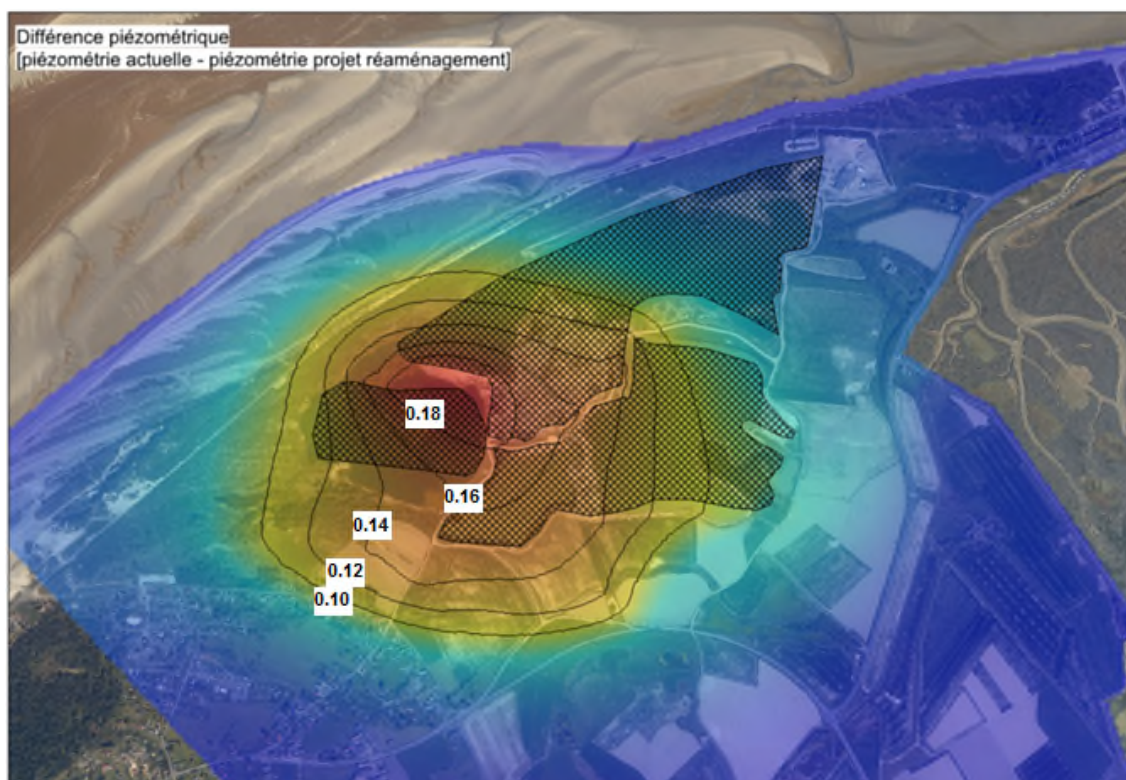 Différence piézométrique
[piézométrie actuelle - piézométrie projet réaménagement]
0.18
0.16
0.14
0.12
0.10